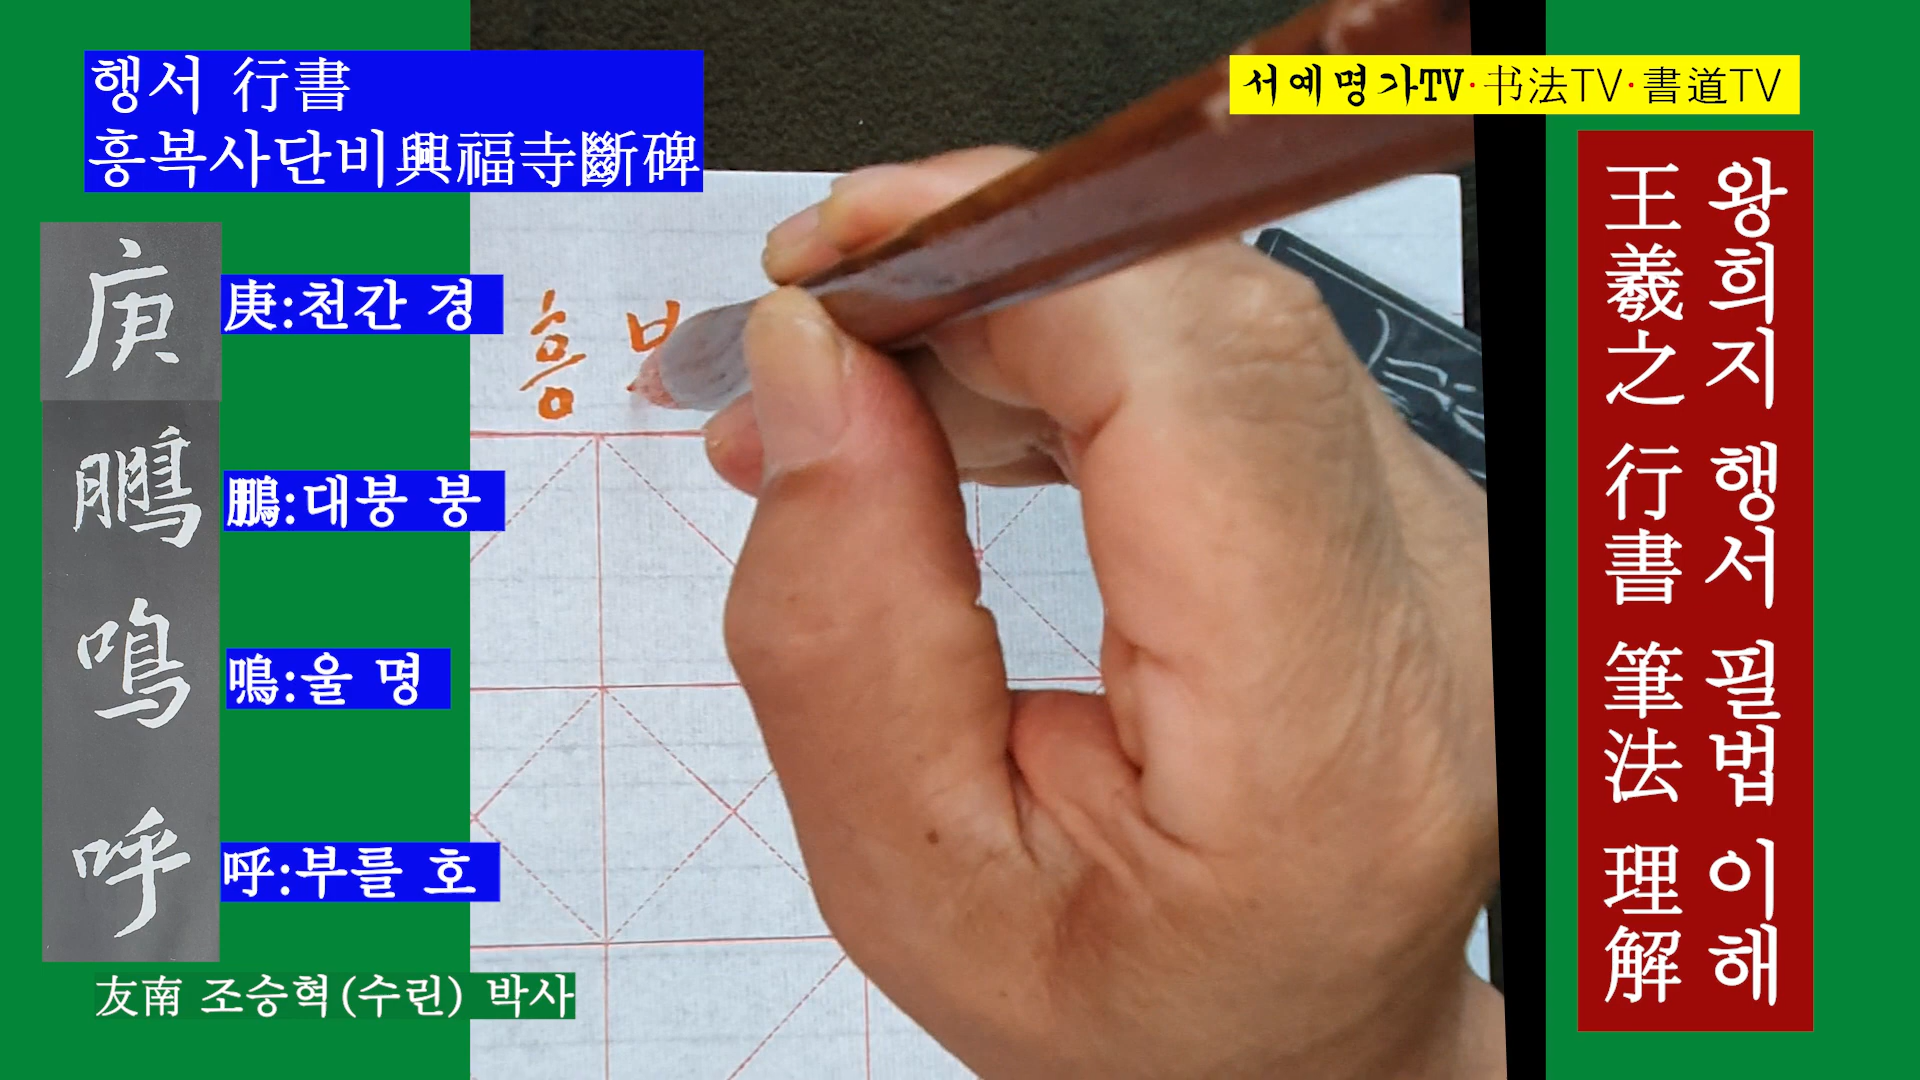 행서 行書
흥복사단비興福寺斷碑
서예명가TV·书法TV·書道TV
庚
庚:천간 경
鵬
鵬:대붕 붕
鳴
鳴:울 명
呼
呼:부를 호
友南 조승혁(수린) 박사
흥
왕희지 행서 필법 이해
王羲之 行書 筆法 理解